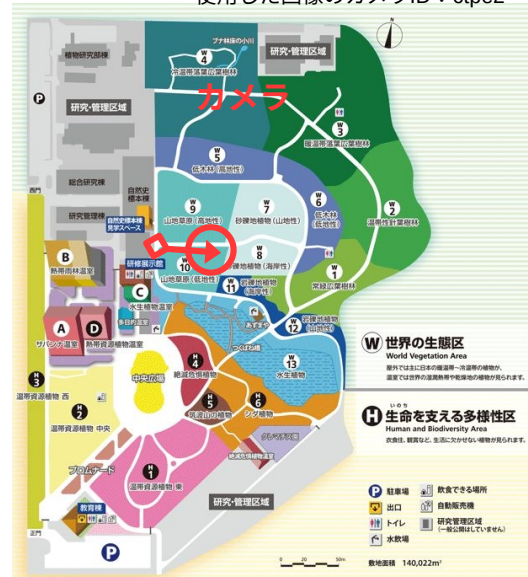 使用した画像のカメラID：stpe2
N
ブナ林床の小川
W
4
冷温帯落葉広葉樹林
研究・管理区域
植物研究部棟
カメラ
P
研究・管理区域
W
3
暖温帯落葉広葉樹林
W
5
低木林(高地性)
総合研究棟
自然史
標本棟
西門
W
9
山地草原(高地性)
W
7
砂礫地植物(山地性)
W
6
低木林
(低地性)
W
2
温帯性針葉樹林
研究管理棟
自然史標本棟
見学スペース
研修展示館
W
8
礫地植物(海岸性)
W
10
山地草原(低地性)
W
11
岩礫地植物
(海岸性)
W
1
常緑広葉樹林
B
熱帯雨林温室
C
水生植物温室
多目的温室
あずまや
つくばね橋
W
12
岩礫地植物
(山地性)
A
サバンナ温室
D
熱帯資源植物温室
W
13
水生植物
H
3
温帯資源植物 西
中央広場
H
4
絶滅危惧植物
H
2
温帯資源植物 中央
H
5
筑波山の植物
H
6
シダ植物
クレマチス園
絶滅危惧植物温室
プロムナード
H
1
温帯資源植物 東
教育棟
研究・管理区域
正門
P
W 世界の生態区
World Vegetation Area
屋外では主に日本の暖温帯〜冷温帯の植物が、
温室では世界の湿潤熱帯や乾燥地の植物が見られます。
いのち
H 生命を支える多様性区
Human and Biodiversity Area
衣食住、観賞など、生活に欠かせない植物が見られます。
P 駐車場
飲食できる場所
出口
自動販売機
トイレ
研究管理区域
(一般公開はしていません)
水飲場
0 20 50m
敷地面積 140,022m²